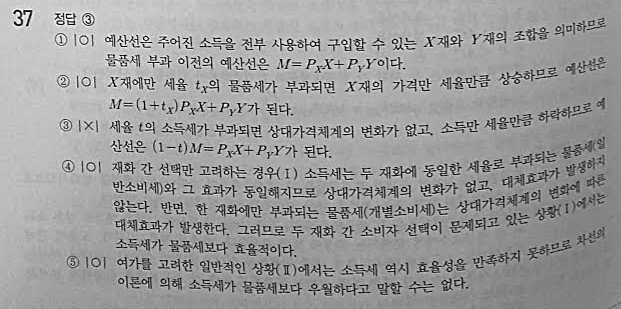 37 정답 ③
① |O| 예산선은 주어진 소득을 전부 사용하여 구입할 수 있는 X재와 Y재의 조합을 의미하므로
물품세 부과 이전의 예산선은 M=P_X X+P_Y Y이다.
② |O| X재에만 세율 t_X의 물품세가 부과되면 X재의 가격만 세율만큼 상승하므로 예산선은
M=(1+t_X)P_X X+P_Y Y가 된다.
③ |X| 세율 t의 소득세가 부과되면 상대가격체계의 변화가 없고, 소득만 세율만큼 하락하므로 예
산선은 (1-t)M=P_X X+P_Y Y가 된다.
④ |O| 재화 간 선택만 고려하는 경우(Ⅰ) 소득세는 두 재화에 동일한 세율로 부과되는 물품세(일
반소비세)와 그 효과가 동일해지므로 상대가격체계의 변화가 없고, 대체효과가 발생하지
않는다. 반면, 한 재화에만 부과되는 물품세(개별소비세)는 상대가격체계의 변화에 따른
대체효과가 발생한다. 그러므로 두 재화 간 소비자 선택이 문제되고 있는 상황(Ⅰ)에서는
소득세가 물품세보다 효율적이다.
⑤ |O| 여가를 고려한 일반적인 상황(Ⅱ)에서는 소득세 역시 효율성을 만족하지 못하므로 차선의
이론에 의해 소득세가 물품세보다 우월하다고 말할 수는 없다.